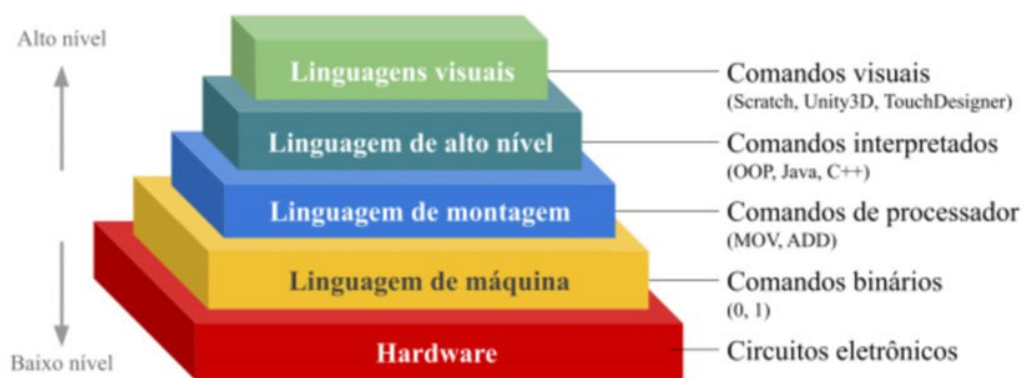 Alto nível
Linguagens visuais
Comandos visuais
(Scratch, Unity3D, TouchDesigner)
Linguagem de alto nível
Comandos interpretados
(OOP, Java, C++)
Linguagem de montagem
Comandos de processador
(MOV, ADD)
Linguagem de máquina
Comandos binários
(0, 1)
Baixo nível
Hardware
Circuitos eletrônicos